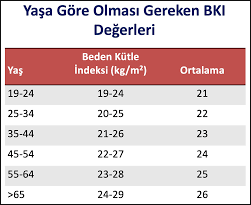 Yaşa Göre Olması Gereken BKI
Değerleri
Yaş Beden Kütle İndeksi (kg/m²) Ortalama
19-24 19-24 21
25-34 20-25 22
35-44 21-26 23
45-54 22-27 24
55-64 23-28 25
>65 24-29 26